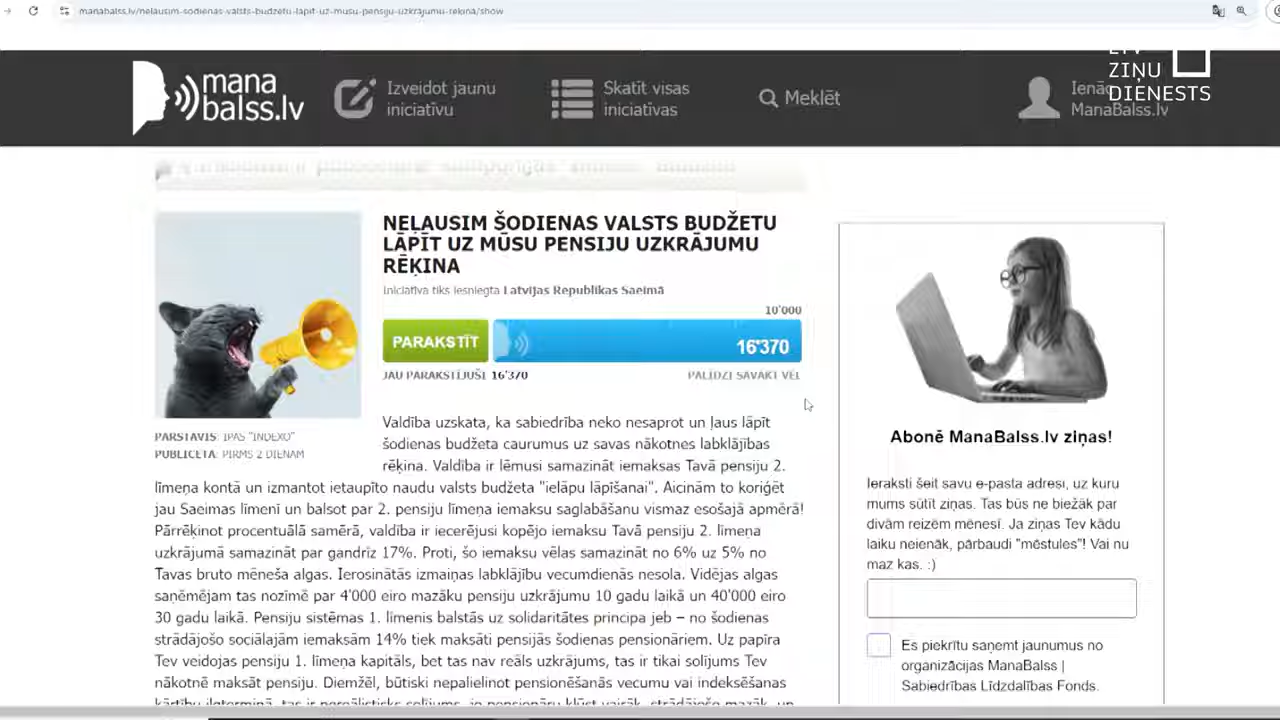 manabalss.lv/nelausim-sodienas-valsts-budzetu-lapit-uz-musu-pensiju-uzkrajumu-rekina/show
mana
balss.lv
Izveidot jaunu
iniciatīvu
Skatīt visas
iniciatīvas
Meklēt
ManaBalss.lv
ZIŅU
DIENESTS
NEĻAUSIM ŠODIENAS VALSTS BUDŽETU
LĀPĪT UZ MŪSU PENSIJU UZKRĀJUMU
RĒĶINA
Iniciatīva tiks iesniegta Latvijas Republikas Saeimā
10'000
PARAKSTĪT
16'370
JAU PARAKSTĪJUŠI 16'370
PALĪDZI SAVĀKT VĒL
PĀRSTĀVIS: IPAS "INDEXO"
PUBLICĒTA: PIRMS 2 DIENĀM
Valdība uzskata, ka sabiedrība neko nesaprot un ļaus lāpīt
šodienas budžeta caurumus uz savas nākotnes labklājības
rēķina. Valdība ir lēmusi samazināt iemaksas Tavā pensiju 2.
līmeņa kontā un izmantot ietaupīto naudu valsts budžeta "ielāpu lāpīšanai". Aicinām to koriģēt
jau Saeimas līmenī un balsot par 2. pensiju līmeņa iemaksu saglabāšanu vismaz esošajā apmērā!
Pārrēķinot procentuālā samērā, valdība ir iecerējusi kopējo iemaksu Tavā pensiju 2. līmeņa
uzkrājumā samazināt par gandrīz 17%. Proti, šo iemaksu vēlas samazināt no 6% uz 5% no
Tavas bruto mēneša algas. Ierosinātās izmaiņas labklājību vecumdienās nesola. Vidējas algas
saņēmējam tas nozīmē par 4'000 eiro mazāku pensiju uzkrājumu 10 gadu laikā un 40'000 eiro
30 gadu laikā. Pensiju sistēmas 1. līmenis balstās uz solidaritātes principa jeb – no šodienas
strādājošo sociālajām iemaksām 14% tiek maksāti pensijās šodienas pensionāriem. Uz papīra
Tev veidojas pensiju 1. līmeņa kapitāls, bet tas nav reāls uzkrājums, tas ir tikai solījums Tev
nākotnē maksāt pensiju. Diemžēl, būtiski nepalielinot pensionēšanās vecumu vai indeksēšanas
Abonē ManaBalss.lv ziņas!
Ieraksti šeit savu e-pasta adresi, uz kuru
mums sūtīt ziņas. Tas būs ne biežāk par
divām reizēm mēnesī. Ja ziņas Tev kādu
laiku neienāk, pārbaudi "mēstules"! Vai nu
maz kas. :)
Es piekrītu saņemt jaunumus no
organizācijas ManaBalss |
Sabiedrības Līdzdalības Fonds.